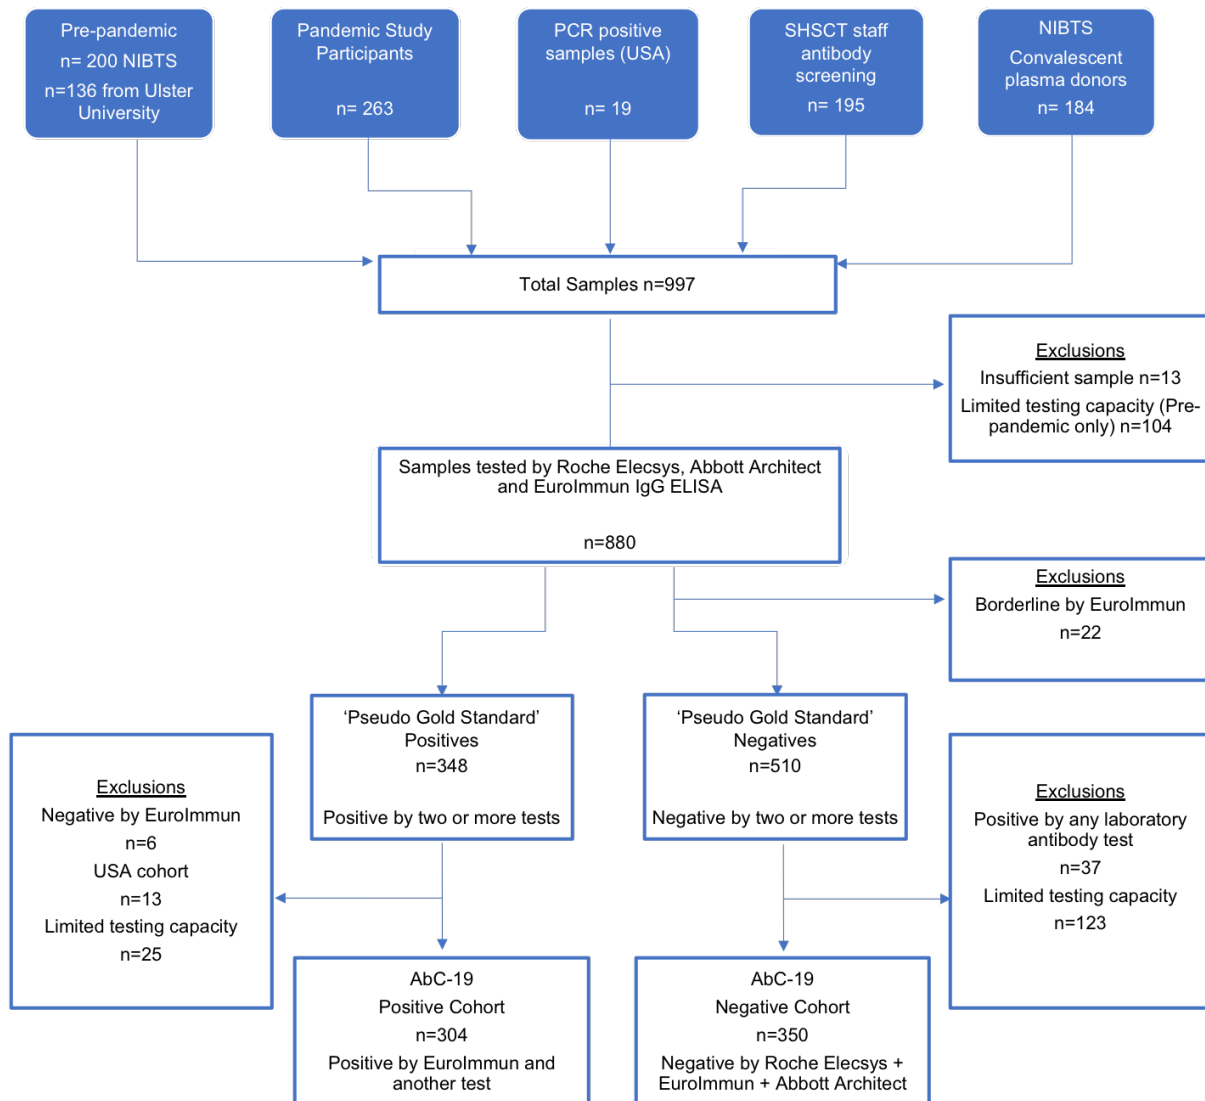 Pre-pandemic
n= 200 NIBTS
n=136 from Ulster
University
Pandemic Study
Participants
n= 263
PCR positive
samples (USA)
n= 19
SHSCT staff
antibody
screening
n= 195
NIBTS
Convalescent
plasma donors
n= 184
Total Samples n=997
Exclusions
Insufficient sample n=13
Limited testing capacity (Pre-
pandemic only) n=104
Samples tested by Roche Elecsys, Abbott Architect
and EuroImmun IgG ELISA
n=880
Exclusions
Borderline by EuroImmun
n=22
‘Pseudo Gold Standard’
Positives
n=348
Positive by two or more tests
‘Pseudo Gold Standard’
Negatives
n=510
Negative by two or more tests
Exclusions
Negative by EuroImmun
n=6
USA cohort
n=13
Limited testing capacity
n=25
Exclusions
Positive by any laboratory
antibody test
n=37
Limited testing capacity
n=123
AbC-19
Positive Cohort
n=304
Positive by EuroImmun and
another test
AbC-19
Negative Cohort
n=350
Negative by Roche Elecsys +
EuroImmun + Abbott Architect